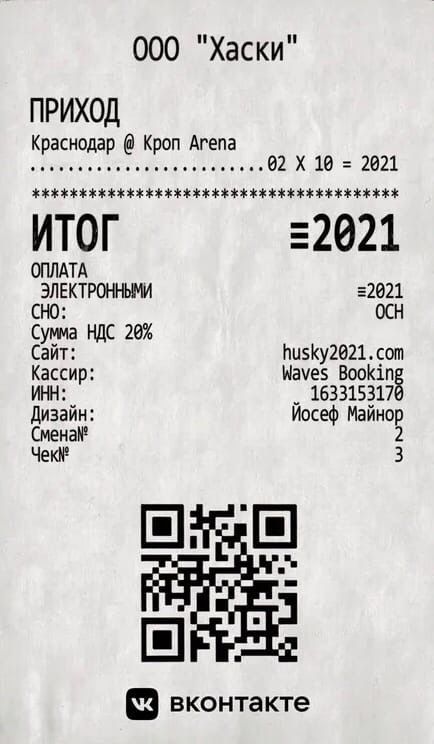 ООО "Хаски"
ПРИХОД
Краснодар @ Кроп Arena
.........................02 X 10 = 2021
***************************************
ИТОГ ≡2021
ОПЛАТА
ЭЛЕКТРОННЫМИ ≡2021
СНО: ОСН
Сумма НДС 20%
Сайт: husky2021.com
Кассир: Waves Booking
ИНН: 1633153170
Дизайн: Йосеф Майнор
Смена№ 2
Чек№ 3
вконтакте